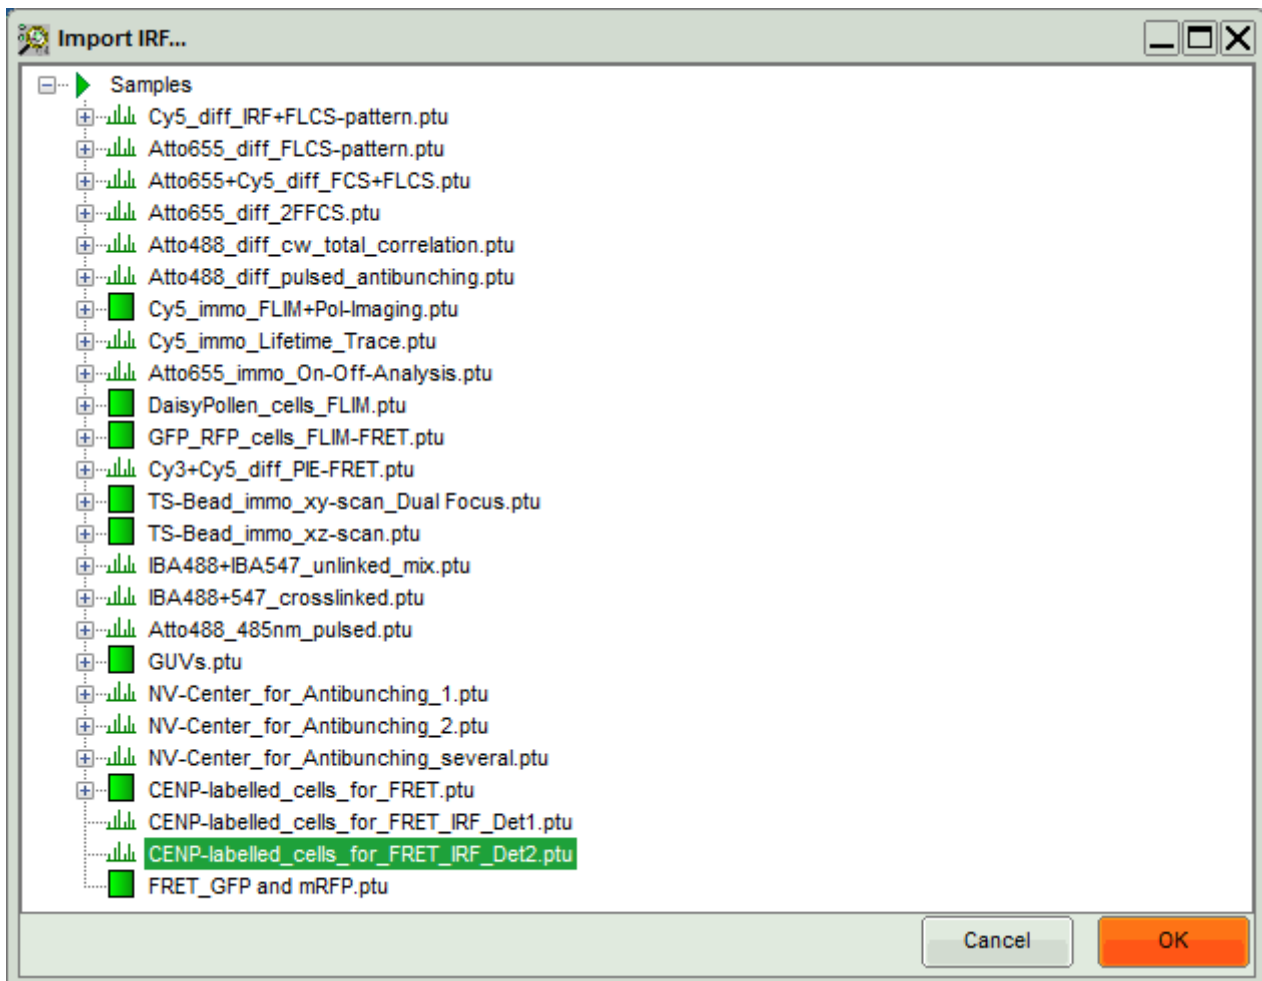 Import IRF...
Samples
Cy5_diff_IRF+FLCS-pattern.ptu
Atto655_diff_FLCS-pattern.ptu
Atto655+Cy5_diff_FCS+FLCS.ptu
Atto655_diff_2FFCS.ptu
Atto488_diff_cw_total_correlation.ptu
Atto488_diff_pulsed_antibunching.ptu
Cy5_immo_FLIM+Pol-Imaging.ptu
Cy5_immo_Lifetime_Trace.ptu
Atto655_immo_On-Off-Analysis.ptu
DaisyPollen_cells_FLIM.ptu
GFP_RFP_cells_FLIM-FRET.ptu
Cy3+Cy5_diff_PIE-FRET.ptu
TS-Bead_immo_xy-scan_Dual Focus.ptu
TS-Bead_immo_xz-scan.ptu
IBA488+IBA547_unlinked_mix.ptu
IBA488+547_crosslinked.ptu
Atto488_485nm_pulsed.ptu
GUVs.ptu
NV-Center_for_Antibunching_1.ptu
NV-Center_for_Antibunching_2.ptu
NV-Center_for_Antibunching_several.ptu
CENP-labelled_cells_for_FRET.ptu
CENP-labelled_cells_for_FRET_IRF_Det1.ptu
CENP-labelled_cells_for_FRET_IRF_Det2.ptu
FRET_GFP and mRFP.ptu
Cancel OK